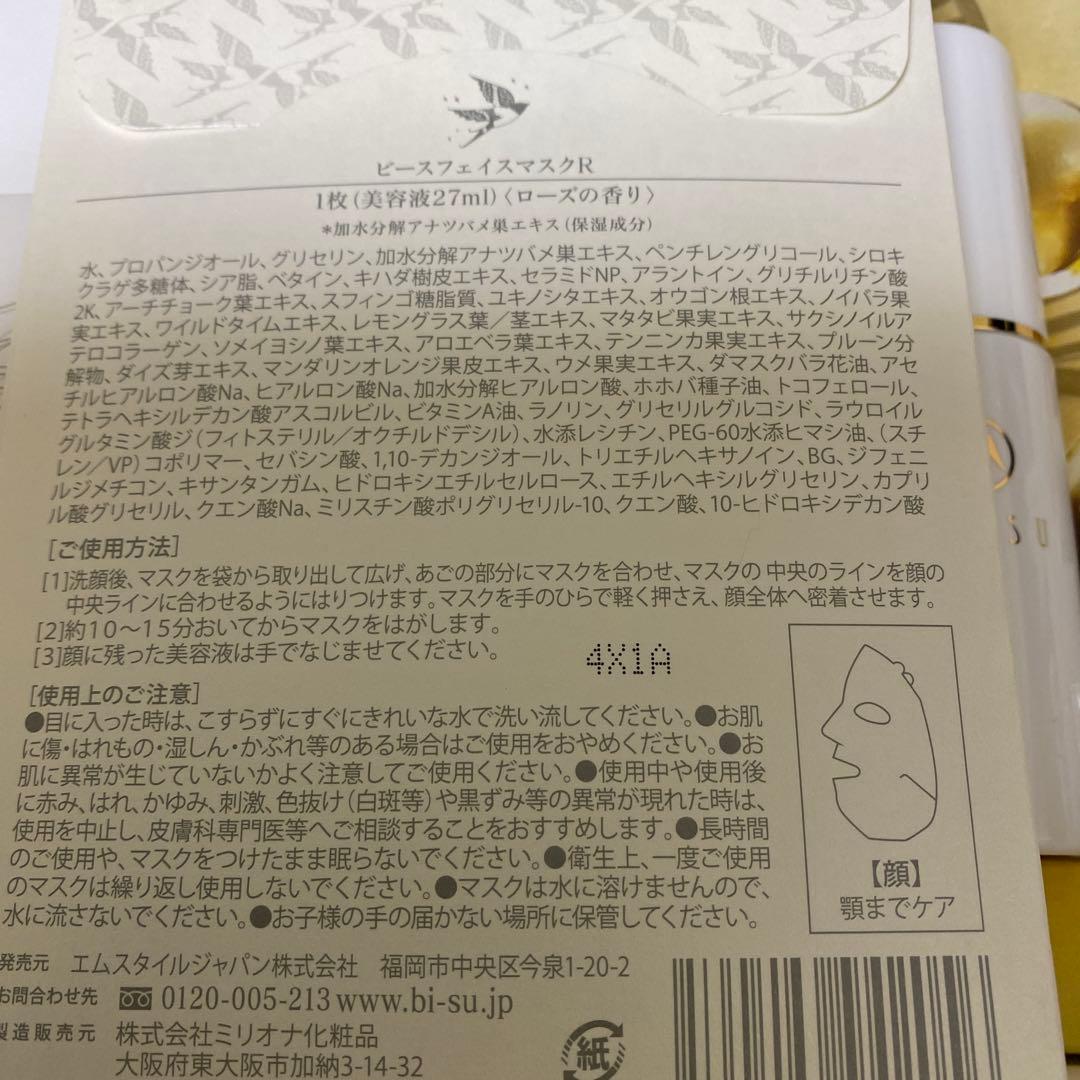 ビースフェイスマスクR
1枚(美容液27ml)〈ローズの香り〉
*加水分解アナツバメ巣エキス(保湿成分)
水、プロパンジオール、グリセリン、加水分解アナツバメ巣エキス、ペンチレングリコール、シロキ
クラゲ多糖体、シア脂、ベタイン、キハダ樹皮エキス、セラミドNP、アラントイン、グリチルリチン酸
2K、アーチチョーク葉エキス、スフィンゴ糖脂質、ユキノシタエキス、オウゴン根エキス、ノイバラ果
実エキス、ワイルドタイムエキス、レモングラス葉/茎エキス、マタタビ果実エキス、サクシノイルア
テロコラーゲン、ソメイヨシノ葉エキス、アロエベラ葉エキス、テンニンカ果実エキス、プルーン分
解物、ダイズ芽エキス、マンダリンオレンジ果皮エキス、ウメ果実エキス、ダマスクバラ花油、アセ
チルヒアルロン酸Na、ヒアルロン酸Na、加水分解ヒアルロン酸、ホホバ種子油、トコフェロール、
テトラヘキシルデカン酸アスコルビル、ビタミンA油、ラノリン、グリセリルグルコシド、ラウロイル
グルタミン酸ジ(フィトステリル/オクチルドデシル)、水添レシチン、PEG-60水添ヒマシ油、(スチ
レン/VP)コポリマー、セバシン酸、1,10-デカンジオール、トリエチルヘキサノイン、BG、ジフェニ
ルジメチコン、キサンタンガム、ヒドロキシエチルセルロース、エチルヘキシルグリセリン、カプリ
ル酸グリセリル、クエン酸Na、ミリスチン酸ポリグリセリル-10、クエン酸、10-ヒドロキシデカン酸
[ご使用方法]
[1]洗顔後、マスクを袋から取り出して広げ、あごの部分にマスクを合わせ、マスクの 中央のラインを顔の
中央ラインに合わせるようにはりつけます。マスクを手のひらで軽く押さえ、顔全体へ密着させます。
[2]約10〜15分おいてからマスクをはがします。
[3]顔に残った美容液は手でなじませてください。
4X1A
[使用上のご注意]
●目に入った時は、こすらずにすぐにきれいな水で洗い流してください。●お肌
に傷・はれもの・湿しん・かぶれ等のある場合はご使用をおやめください。●お
肌に異常が生じていないかよく注意してご使用ください。●使用中や使用後
に赤み、はれ、かゆみ、刺激、色抜け(白斑等)や黒ずみ等の異常が現れた時は、
使用を中止し、皮膚科専門医等へご相談することをおすすめします。●長時間
のご使用や、マスクをつけたまま眠らないでください。●衛生上、一度ご使用
のマスクは繰り返し使用しないでください。●マスクは水に溶けませんので、
水に流さないでください。●お子様の手の届かない場所に保管してください。
【顔】
顎までケア
発売元 エムスタイルジャパン株式会社 福岡市中央区今泉1-20-2
お問合わせ先 0120-005-213 www.bi-su.jp
製造販売元 株式会社ミリオナ化粧品
大阪府東大阪市加納3-14-32
紙
SU